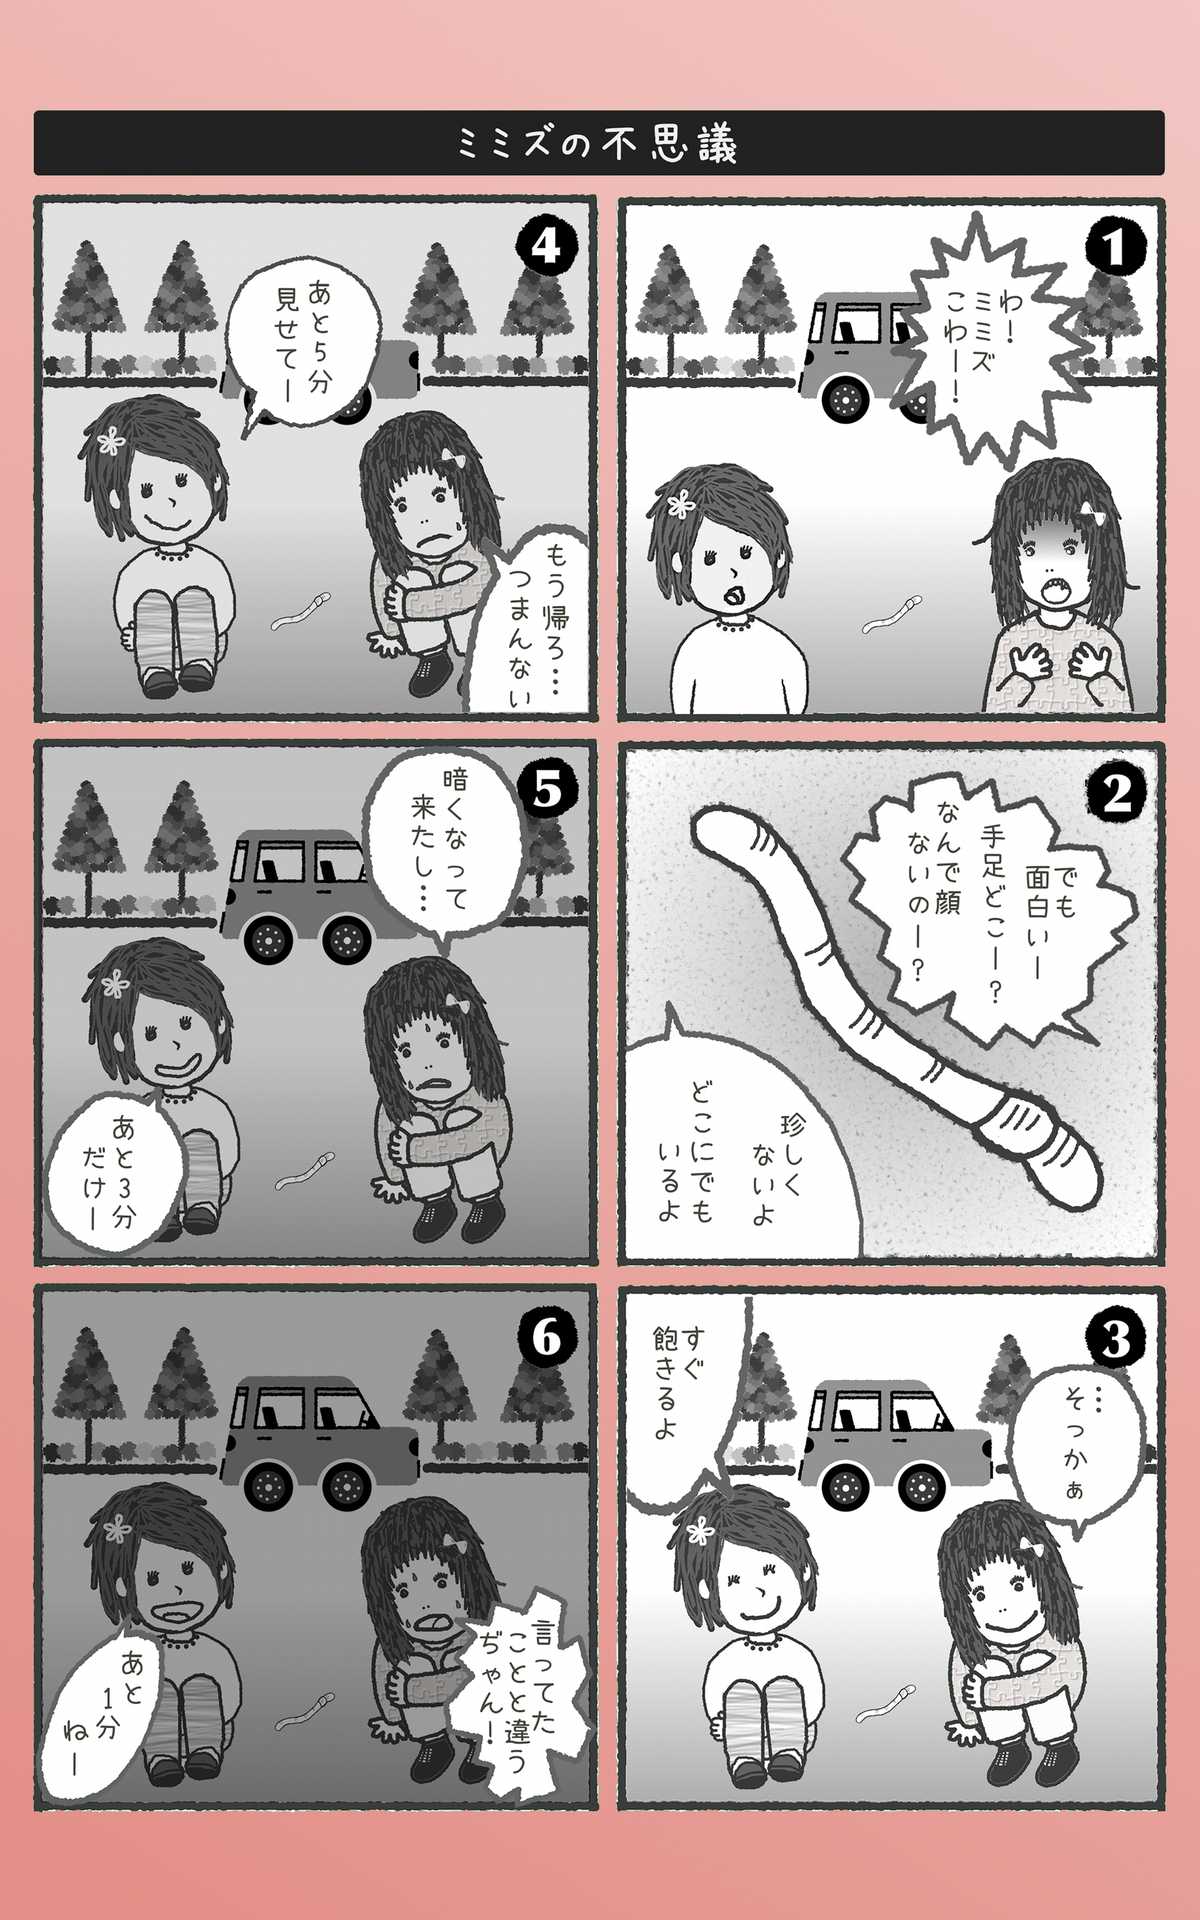 ミミズの不思議
1
わ！
ミミズ
こわー！
2
でも
面白いー
手足どこー？
なんで顔
ないのー？
珍しく
ないよ
どこにでも
いるよ
3
…
そっかぁ
すぐ
飽きるよ
4
あと5分
見せてー
もう帰ろ…
つまんない
5
暗くなって
来たし…
あと3分
だけー
6
言ってた
ことと違う
ぢゃん！
あと
1分
ねー